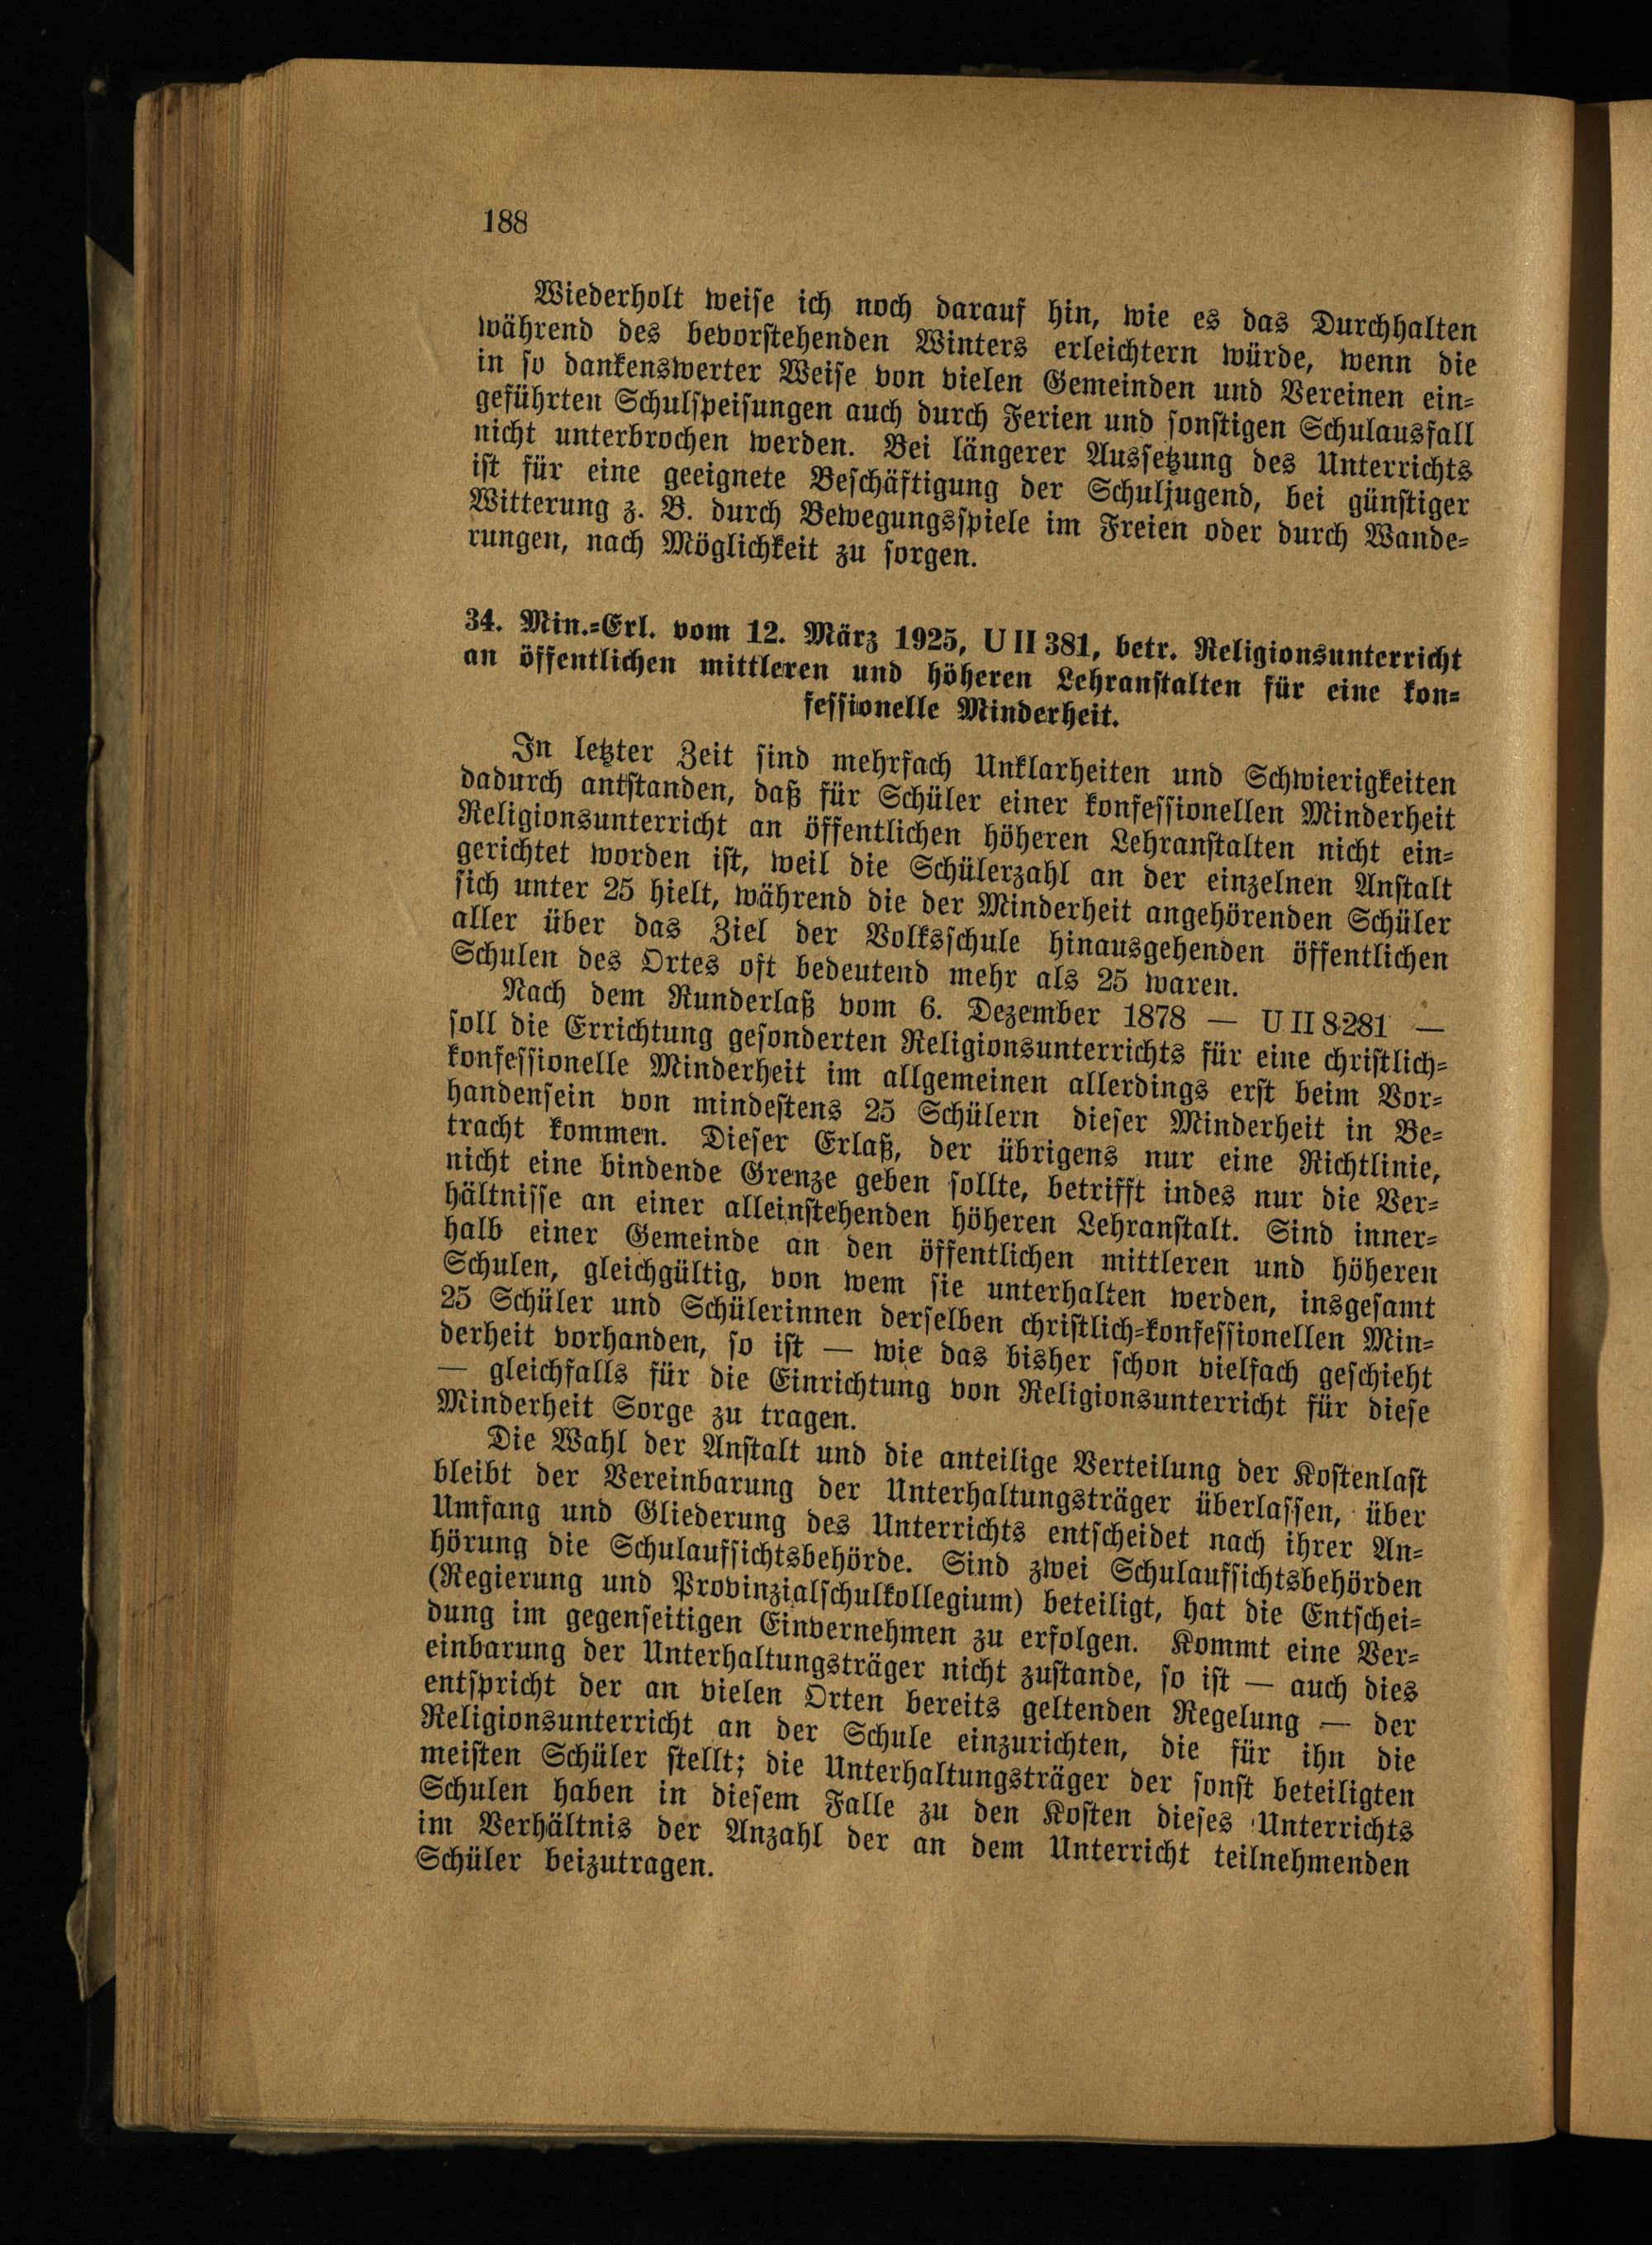 188
Wiederholt weise ich noch darauf hin, wie es das Durchhalten
während des bevorstehenden Winters erleichtern würde, wenn die
in so dankenswerter Weise von vielen Gemeinden und Vereinen ein-
geführten Schulspeisungen auch durch Ferien und sonstigen Schulausfall
nicht unterbrochen werden. Bei längerer Aussetzung des Unterrichts
ist für eine geeignete Beschäftigung der Schuljugend, bei günstiger
Witterung z. B. durch Bewegungsspiele im Freien oder durch Wande-
rungen, nach Möglichkeit zu sorgen.
34. Min.-Erl. vom 12. März 1925, U II 381, betr. Religionsunterricht
an öffentlichen mittleren und höheren Lehranstalten für eine kon-
fessionelle Minderheit.
In letzter Zeit sind mehrfach Unklarheiten und Schwierigkeiten
dadurch antstanden, daß für Schüler einer konfessionellen Minderheit
Religionsunterricht an öffentlichen höheren Lehranstalten nicht ein-
gerichtet worden ist, weil die Schülerzahl an der einzelnen Anstalt
sich unter 25 hielt, während die der Minderheit angehörenden Schüler
aller über das Ziel der Volksschule hinausgehenden öffentlichen
Schulen des Ortes oft bedeutend mehr als 25 waren.
Nach dem Runderlaß vom 6. Dezember 1878 — U II 8281 —
soll die Errichtung gesonderten Religionsunterrichts für eine christlich-
konfessionelle Minderheit im allgemeinen allerdings erst beim Vor-
handensein von mindestens 25 Schülern dieser Minderheit in Be-
tracht kommen. Dieser Erlaß, der übrigens nur eine Richtlinie,
nicht eine bindende Grenze geben sollte, betrifft indes nur die Ver-
hältnisse an einer alleinstehenden höheren Lehranstalt. Sind inner-
halb einer Gemeinde an den öffentlichen mittleren und höheren
Schulen, gleichgültig, von wem sie unterhalten werden, insgesamt
25 Schüler und Schülerinnen derselben christlich-konfessionellen Min-
derheit vorhanden, so ist — wie das bisher schon vielfach geschieht
— gleichfalls für die Einrichtung von Religionsunterricht für diese
Minderheit Sorge zu tragen.
Die Wahl der Anstalt und die anteilige Verteilung der Kostenlast
bleibt der Vereinbarung der Unterhaltungsträger überlassen, über
Umfang und Gliederung des Unterrichts entscheidet nach ihrer An-
hörung die Schulaufsichtsbehörde. Sind zwei Schulaufsichtsbehörden
(Regierung und Provinzialschulkollegium) beteiligt, hat die Entschei-
dung im gegenseitigen Einvernehmen zu erfolgen. Kommt eine Ver-
einbarung der Unterhaltungsträger nicht zustande, so ist — auch dies
entspricht der an vielen Orten bereits geltenden Regelung — der
Religionsunterricht an der Schule einzurichten, die für ihn die
meisten Schüler stellt; die Unterhaltungsträger der sonst beteiligten
Schulen haben in diesem Falle zu den Kosten dieses Unterrichts
im Verhältnis der Anzahl der an dem Unterricht teilnehmenden
Schüler beizutragen.